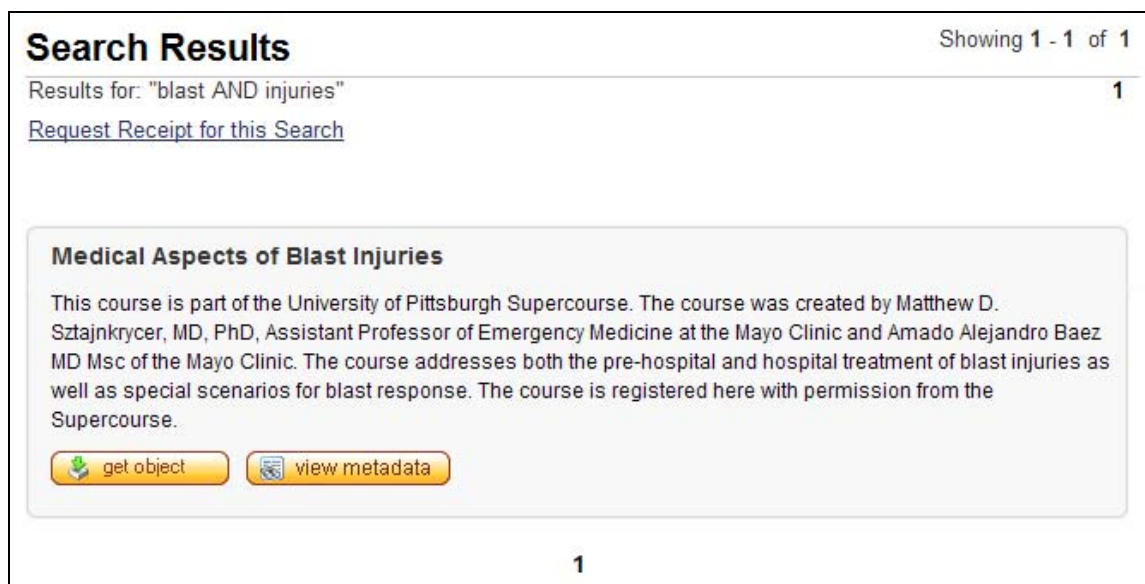 Search Results
Showing 1 - 1 of 1
Results for: "blast AND injuries"
1
Request Receipt for this Search
Medical Aspects of Blast Injuries
This course is part of the University of Pittsburgh Supercourse. The course was created by Matthew D.
Sztajnkrycer, MD, PhD, Assistant Professor of Emergency Medicine at the Mayo Clinic and Amado Alejandro Baez
MD Msc of the Mayo Clinic. The course addresses both the pre-hospital and hospital treatment of blast injuries as
well as special scenarios for blast response. The course is registered here with permission from the
Supercourse.
get object
view metadata
1